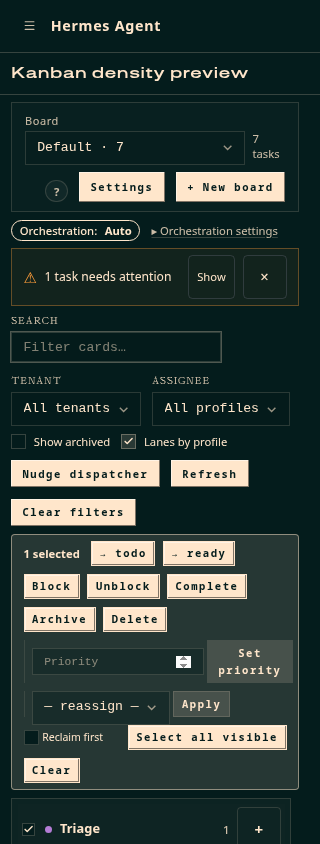 ☰ Hermes Agent
Kanban density preview
Board
Default · 7
7 tasks
? Settings + New board
Orchestration: Auto ▸ Orchestration settings
⚠ 1 task needs attention Show ×
SEARCH
Filter cards…
TENANT ASSIGNEE
All tenants All profiles
Show archived Lanes by profile
Nudge dispatcher Refresh
Clear filters
1 selected → todo → ready
Block Unblock Complete
Archive Delete
Priority Set priority
— reassign — Apply
Reclaim first Select all visible
Clear
Triage 1 +